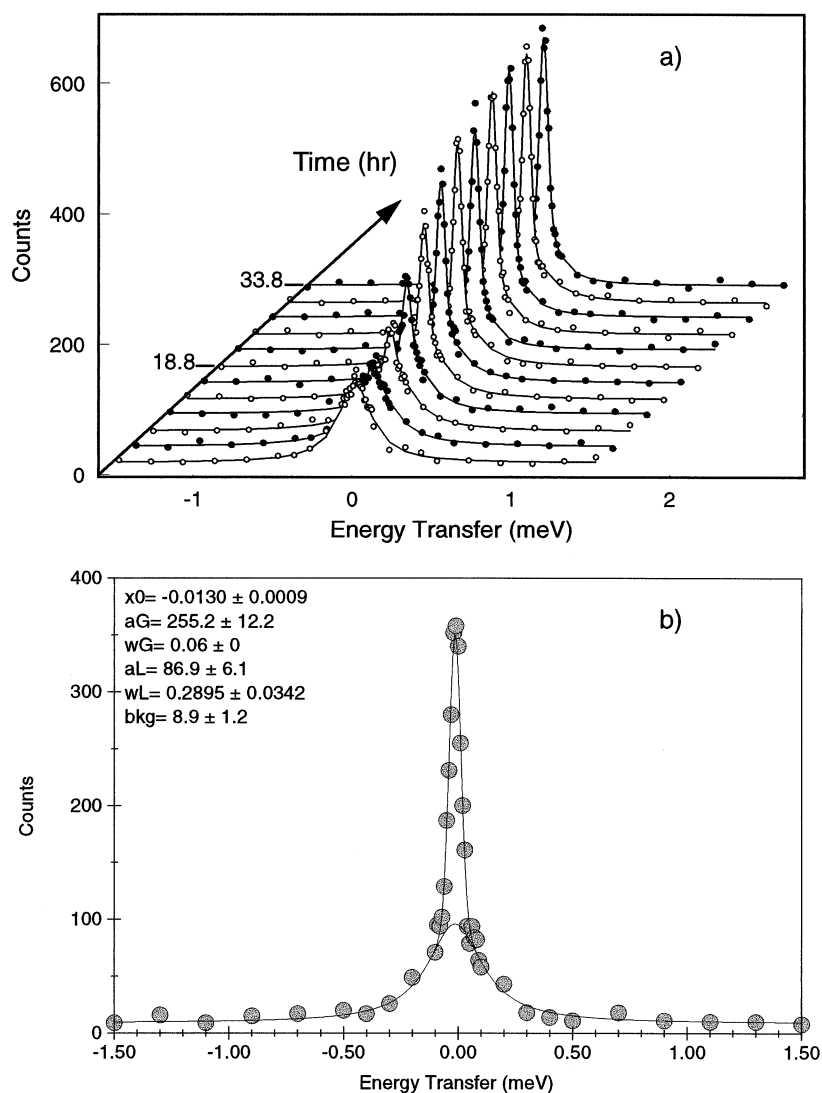 a)
600
Time (hr)
400
Counts
33.8
200
18.8
0
-1 0 1 2
Energy Transfer (meV)
400
x0= -0.0130 ± 0.0009
aG= 255.2 ± 12.2
wG= 0.06 ± 0
aL= 86.9 ± 6.1
wL= 0.2895 ± 0.0342
bkg= 8.9 ± 1.2
b)
300
Counts
200
100
0
-1.50 -1.00 -0.50 0.00 0.50 1.00 1.50
Energy Transfer (meV)